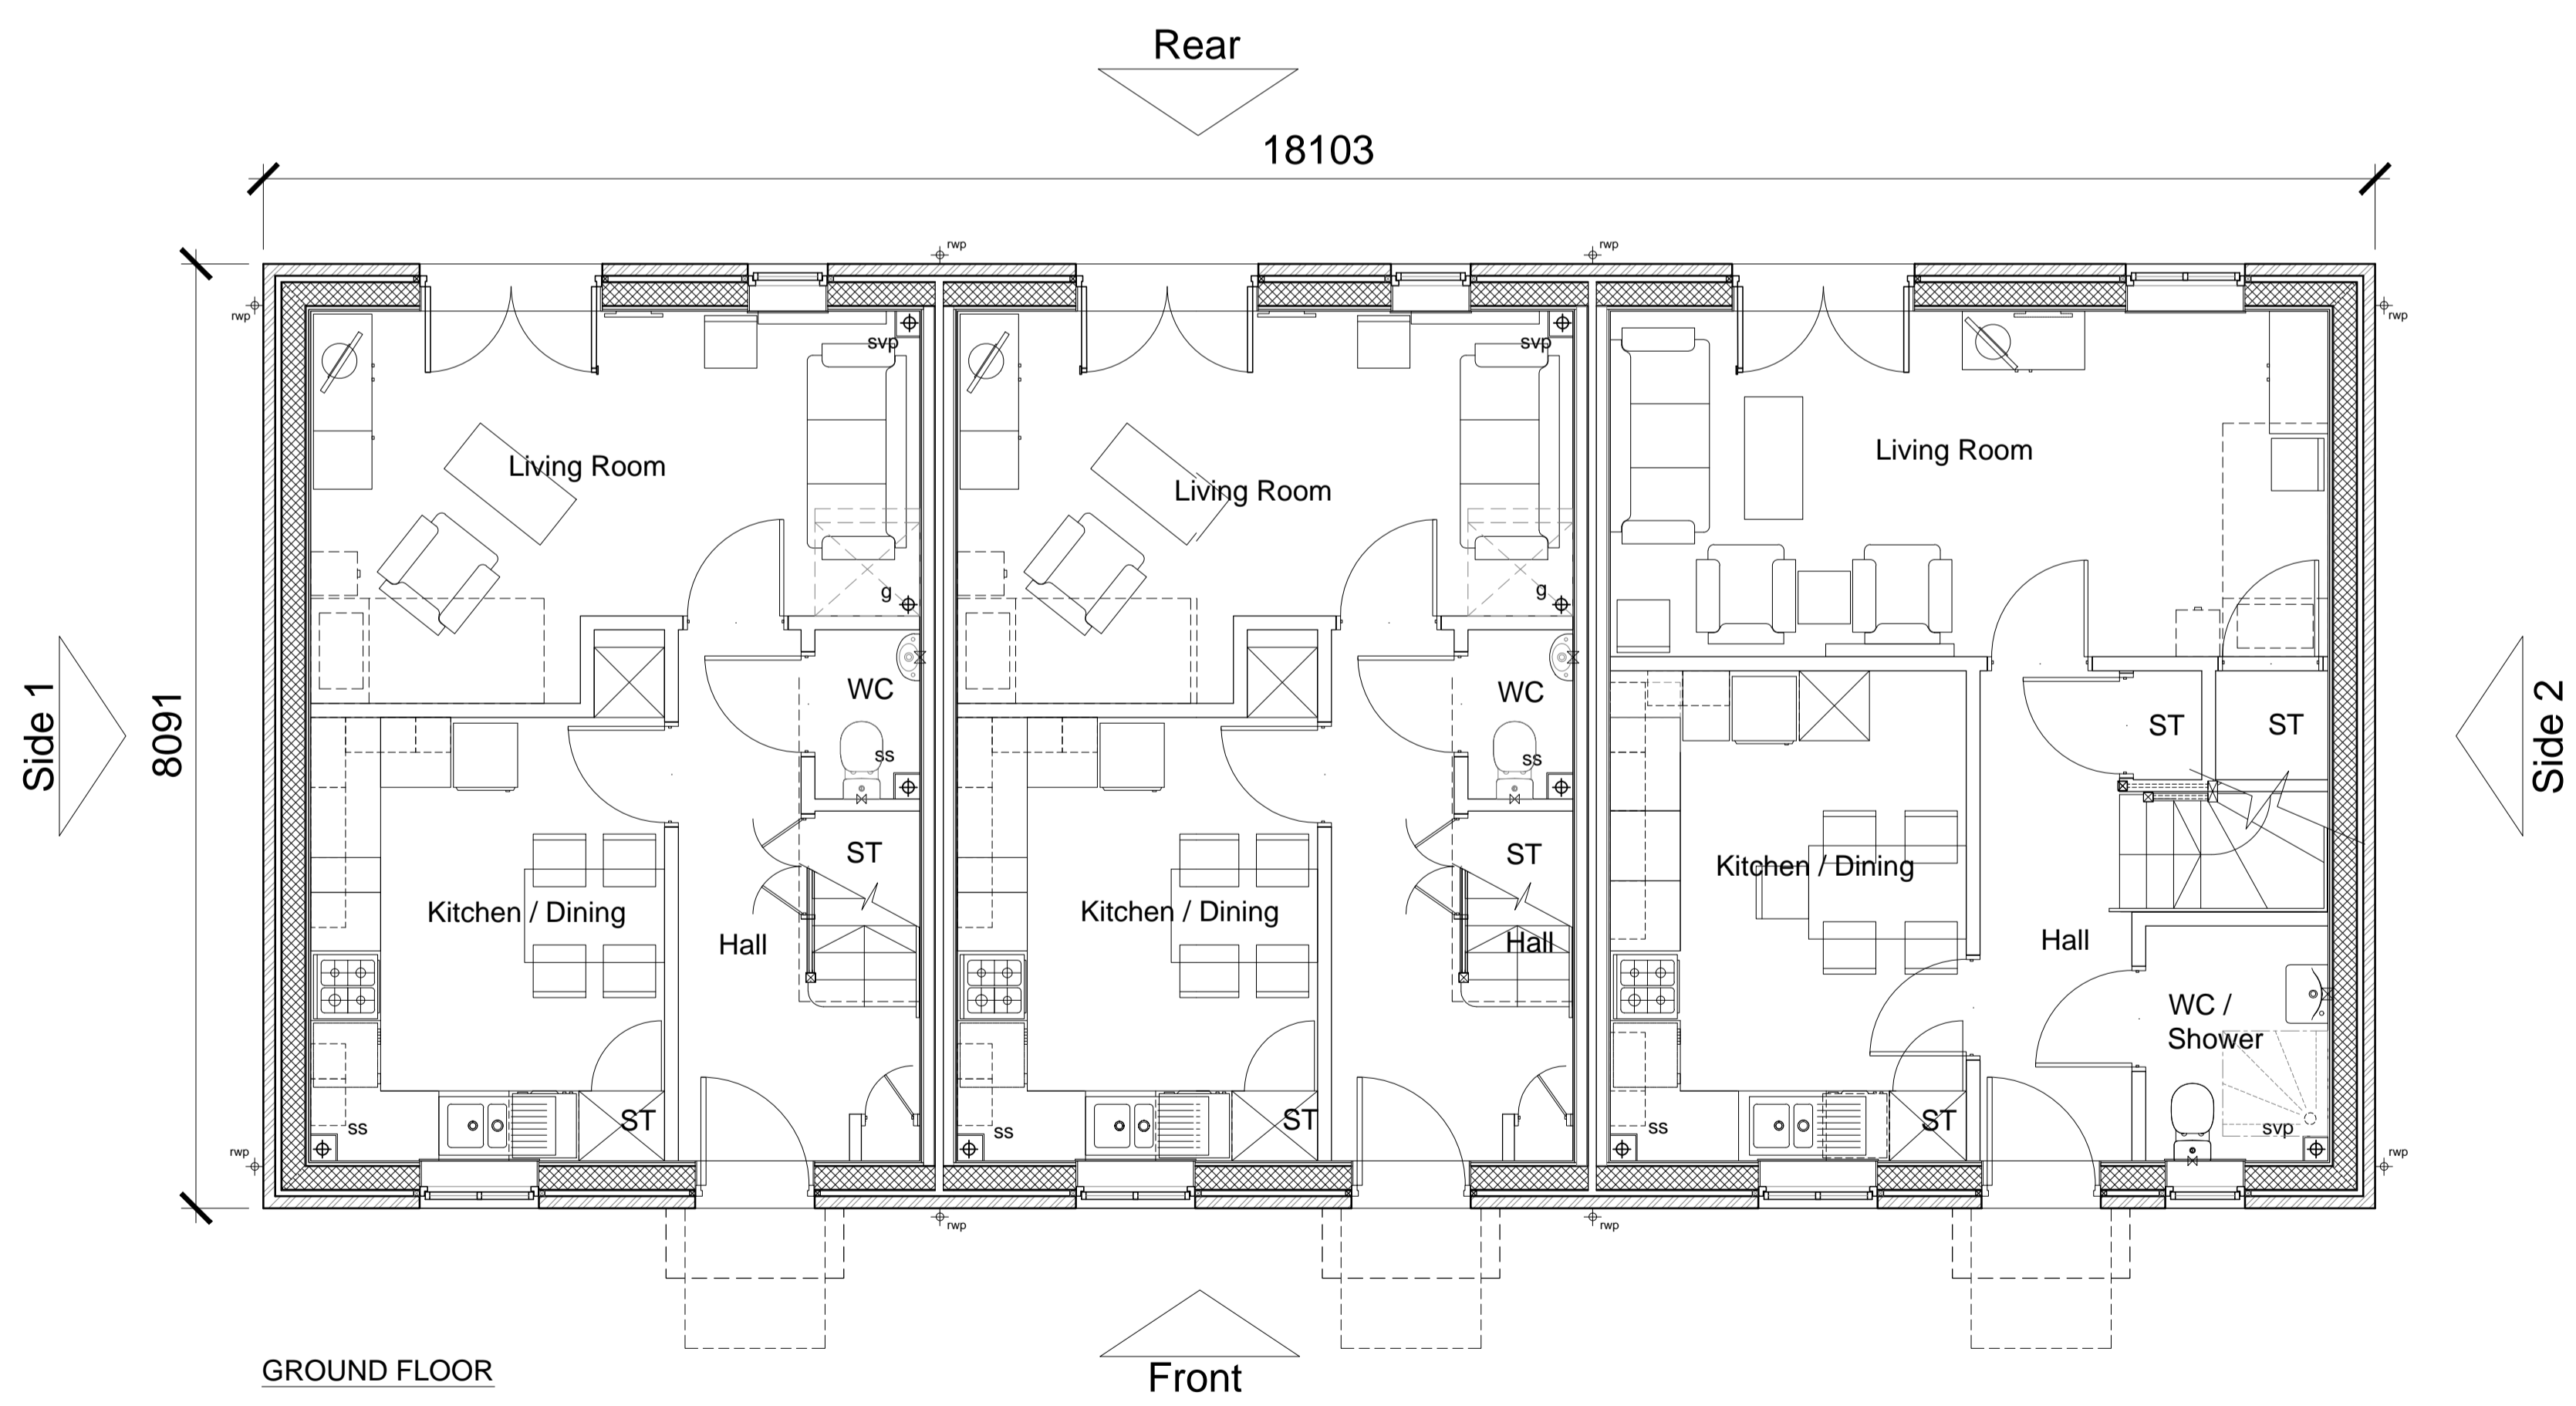 Rear
18103
rwp
rwp
rwp
rwp
svp
svp
Living Room
Living Room
Living Room
g
g
Side 1
8091
WC
WC
ST
ST
Side 2
ss
ss
ST
ST
Kitchen / Dining
Kitchen / Dining
Kitchen / Dining
Hall
Hall
Hall
WC /
Shower
ss
ST
ss
ST
ss
ST
svp
rwp
rwp
rwp
rwp
GROUND FLOOR
Front